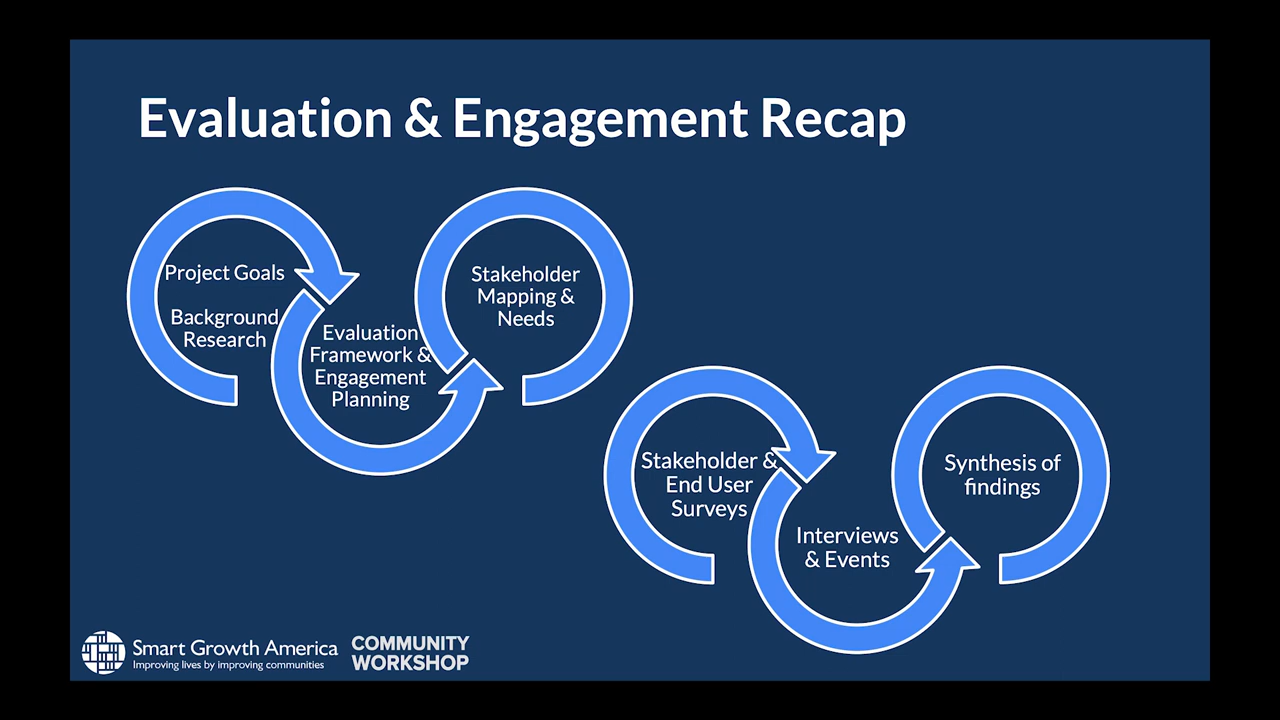 Evaluation & Engagement Recap
Project Goals
Background
Research
Evaluation
Framework &
Engagement
Planning
Stakeholder
Mapping &
Needs
Stakeholder &
End User
Surveys
Interviews
& Events
Synthesis of
findings
Smart Growth America
Improving lives by improving communities
COMMUNITY
WORKSHOP